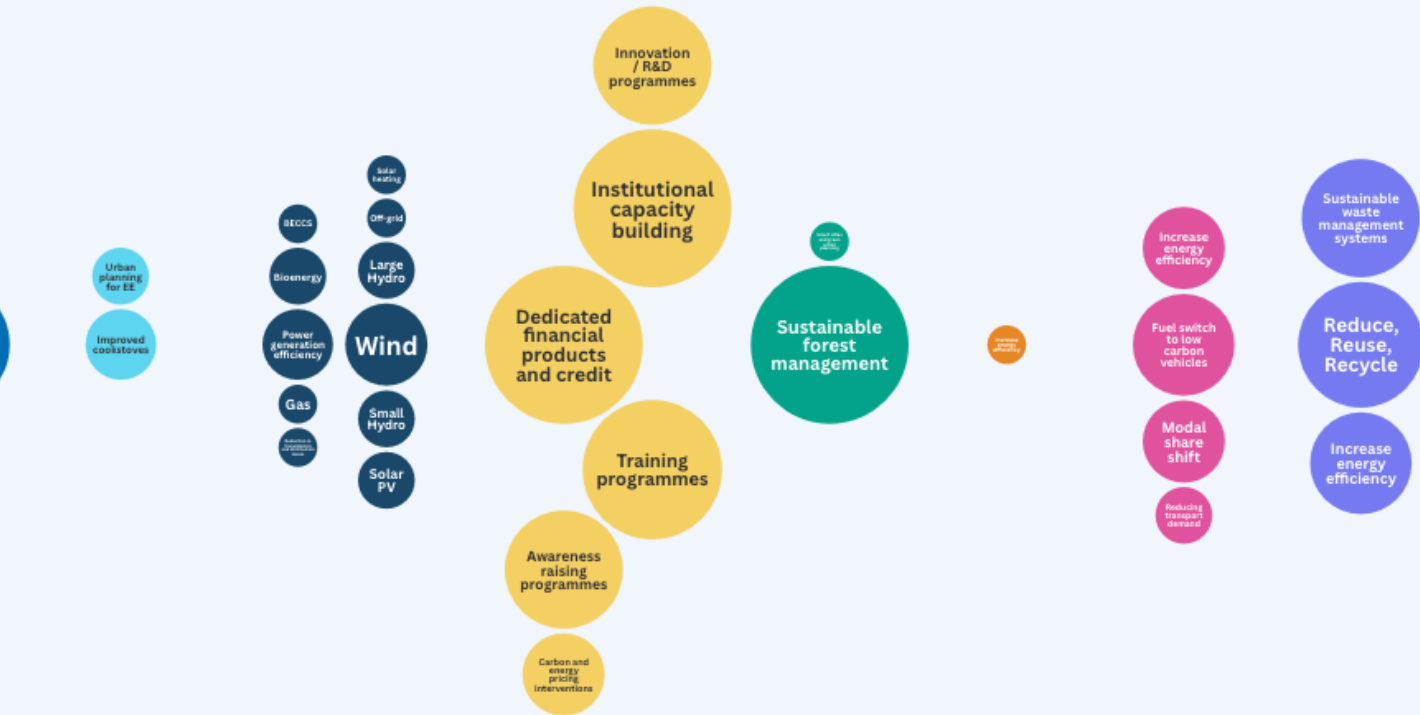 Urban
planning
for EE
Improved
cookstoves
BECCS
Bioenergy
Power
generation
efficiency
Gas
Solar
heating
Off-grid
Large
Hydro
Wind
Small
Hydro
Solar
PV
Innovation
/ R&D
programmes
Institutional
capacity
building
Dedicated
financial
products
and credit
Training
programmes
Awareness
raising
programmes
Carbon and
energy
pricing
interventions
Sustainable
forest
management
Increase
energy
efficiency
Increase
energy
efficiency
Fuel switch
to low
carbon
vehicles
Modal
share
shift
Reducing
transport
demand
Sustainable
waste
management
systems
Reduce,
Reuse,
Recycle
Increase
energy
efficiency